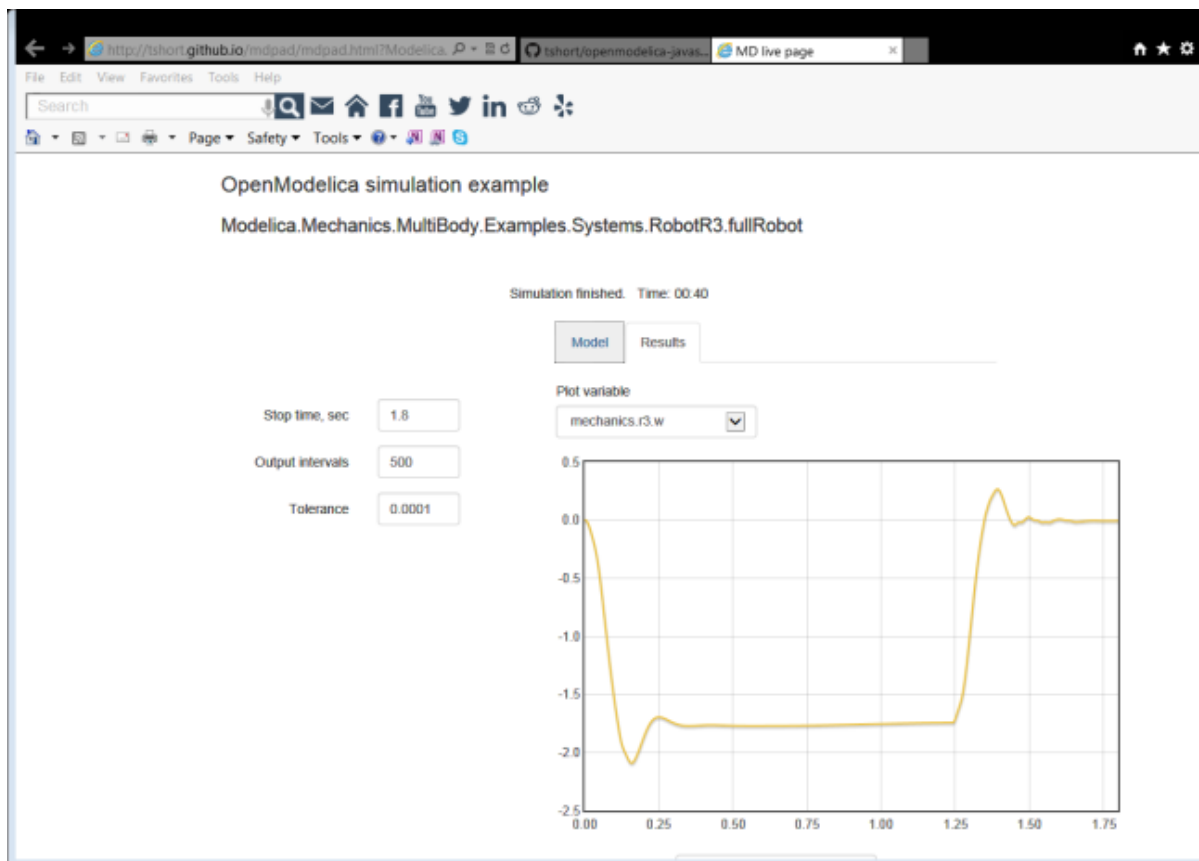 http://tshort.github.io/mdpad/mdpad.html?Modelica. tshort/openmodelica-javas... MD live page
File Edit View Favorites Tools Help
Search You Tube in
Page Safety Tools
OpenModelica simulation example
Modelica.Mechanics.MultiBody.Examples.Systems.RobotR3.fullRobot
Simulation finished. Time: 00:40
Model Results
Plot variable
mechanics.r3.w
Stop time, sec 1.8
Output intervals 500
Tolerance 0.0001
0.5
0.0
-0.5
-1.0
-1.5
-2.0
-2.5
0.00 0.25 0.50 0.75 1.00 1.25 1.50 1.75